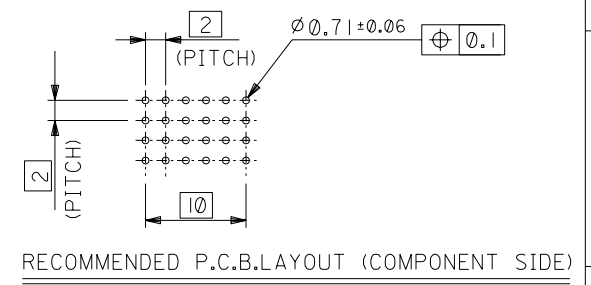 2
(PITCH)
Ø0.71±0.06
⌖ 0.1
2
(PITCH)
10
RECOMMENDED P.C.B.LAYOUT (COMPONENT SIDE)